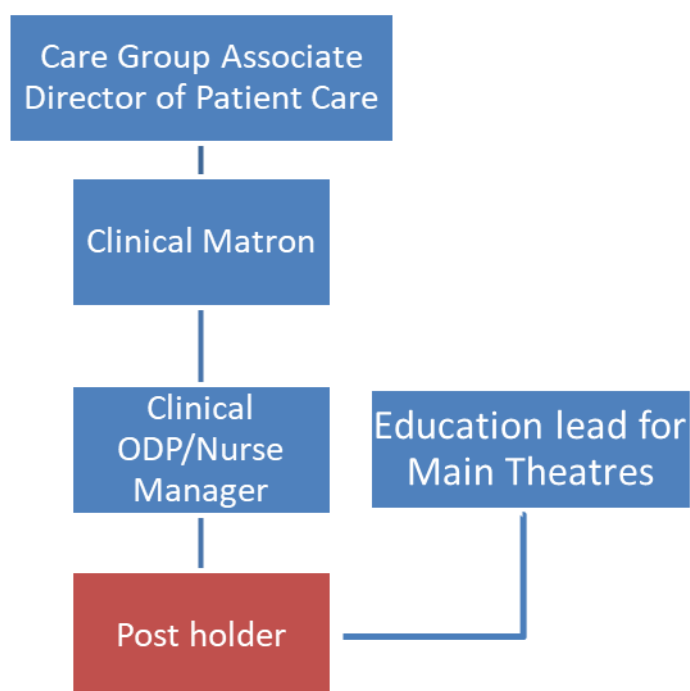 Care Group Associate
Director of Patient Care
Clinical Matron
Clinical
ODP/Nurse
Manager
Education lead for
Main Theatres
Post holder